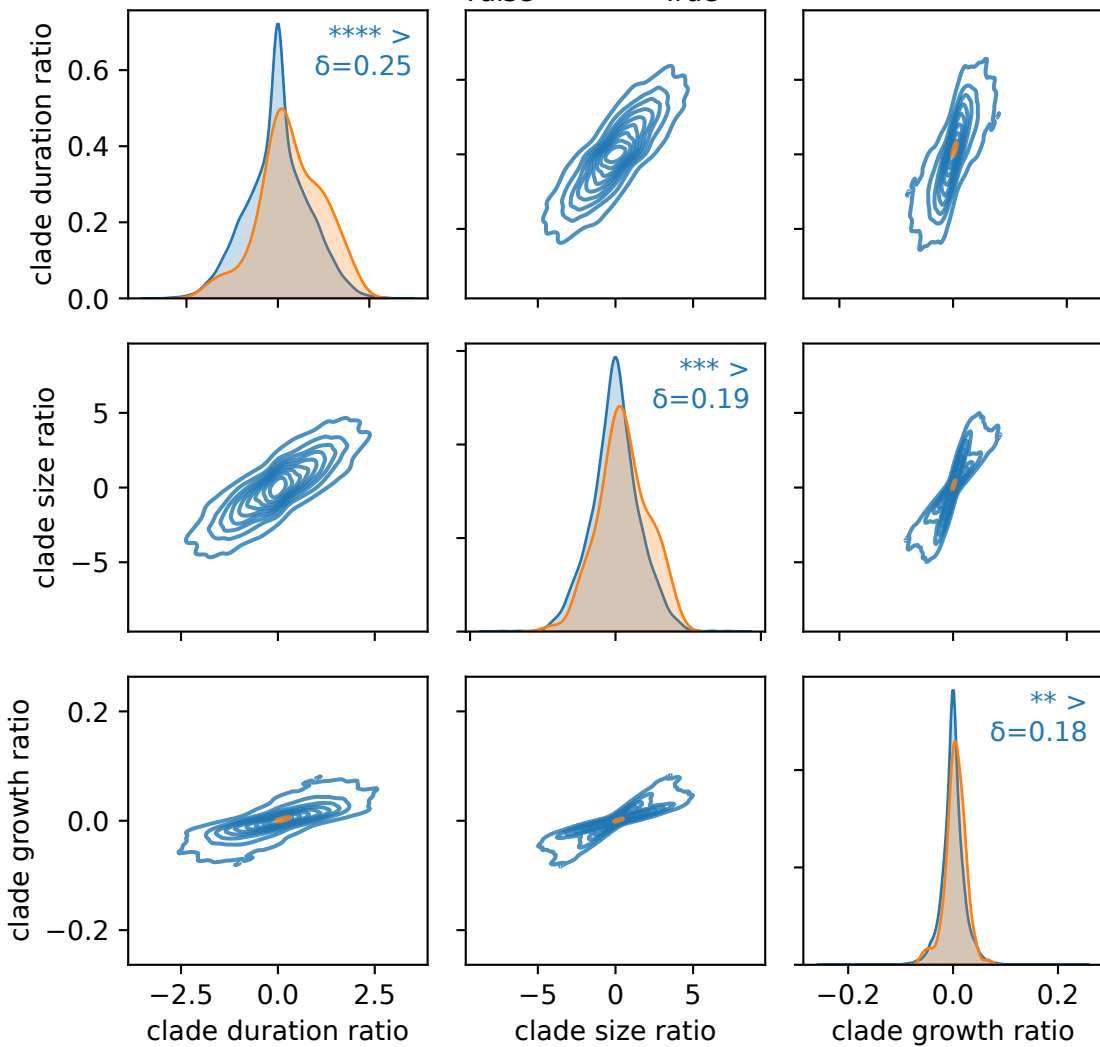 **** >
δ=0.25
clade duration ratio
0.6
0.4
0.2
0.0
*** >
δ=0.19
clade size ratio
5
0
−5
** >
δ=0.18
clade growth ratio
0.2
0.0
−0.2
−2.5 0.0 2.5
−5 0 5
−0.2 0.0 0.2
clade duration ratio
clade size ratio
clade growth ratio